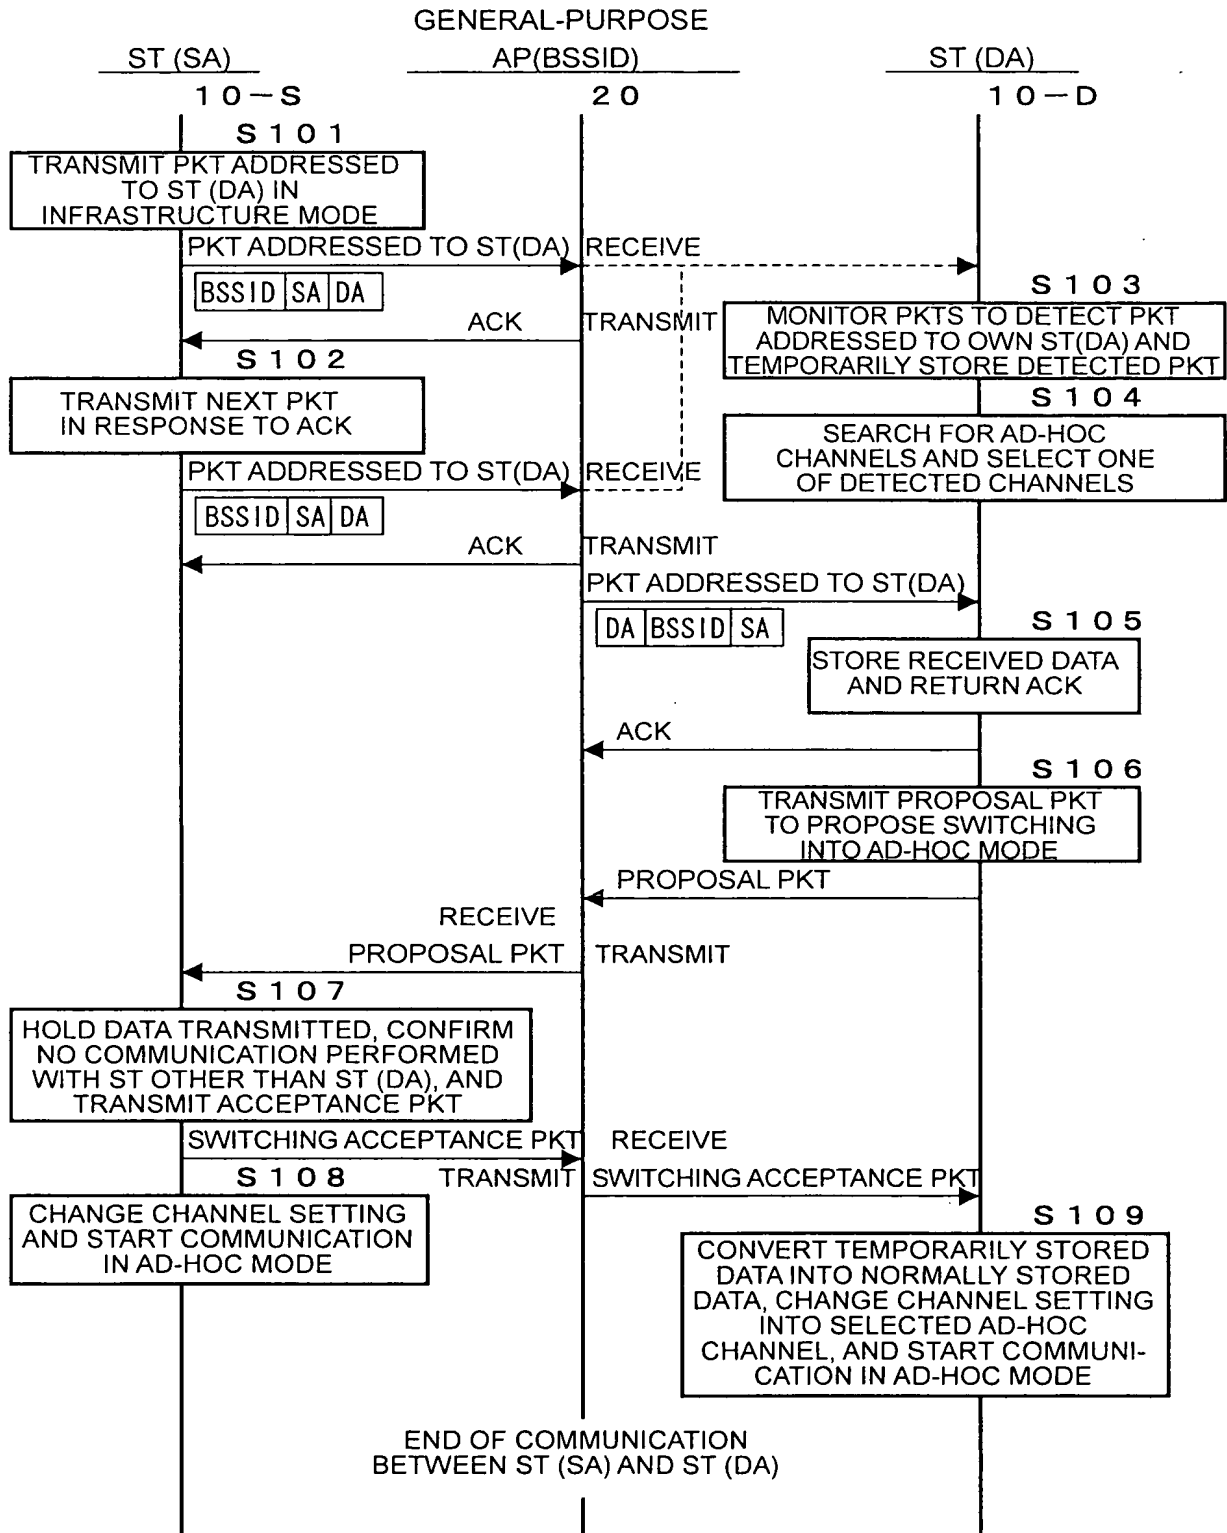 GENERAL-PURPOSE
ST (SA)
AP(BSSID)
ST (DA)
10-S
20
10-D
S101
TRANSMIT PKT ADDRESSED
TO ST (DA) IN
INFRASTRUCTURE MODE
PKT ADDRESSED TO ST(DA)
RECEIVE
BSSID SA DA
S103
MONITOR PKTS TO DETECT PKT
ADDRESSED TO OWN ST(DA) AND
TEMPORARILY STORE DETECTED PKT
ACK
TRANSMIT
S102
TRANSMIT NEXT PKT
IN RESPONSE TO ACK
S104
SEARCH FOR AD-HOC
CHANNELS AND SELECT ONE
OF DETECTED CHANNELS
PKT ADDRESSED TO ST(DA)
RECEIVE
BSSID SA DA
ACK
TRANSMIT
PKT ADDRESSED TO ST(DA)
DA BSSID SA
S105
STORE RECEIVED DATA
AND RETURN ACK
ACK
S106
TRANSMIT PROPOSAL PKT
TO PROPOSE SWITCHING
INTO AD-HOC MODE
PROPOSAL PKT
RECEIVE
PROPOSAL PKT
TRANSMIT
S107
HOLD DATA TRANSMITTED, CONFIRM
NO COMMUNICATION PERFORMED
WITH ST OTHER THAN ST (DA), AND
TRANSMIT ACCEPTANCE PKT
SWITCHING ACCEPTANCE PKT
RECEIVE
TRANSMIT
SWITCHING ACCEPTANCE PKT
S108
CHANGE CHANNEL SETTING
AND START COMMUNICATION
IN AD-HOC MODE
S109
CONVERT TEMPORARILY STORED
DATA INTO NORMALLY STORED
DATA, CHANGE CHANNEL SETTING
INTO SELECTED AD-HOC
CHANNEL, AND START COMMUNI-
CATION IN AD-HOC MODE
END OF COMMUNICATION
BETWEEN ST (SA) AND ST (DA)